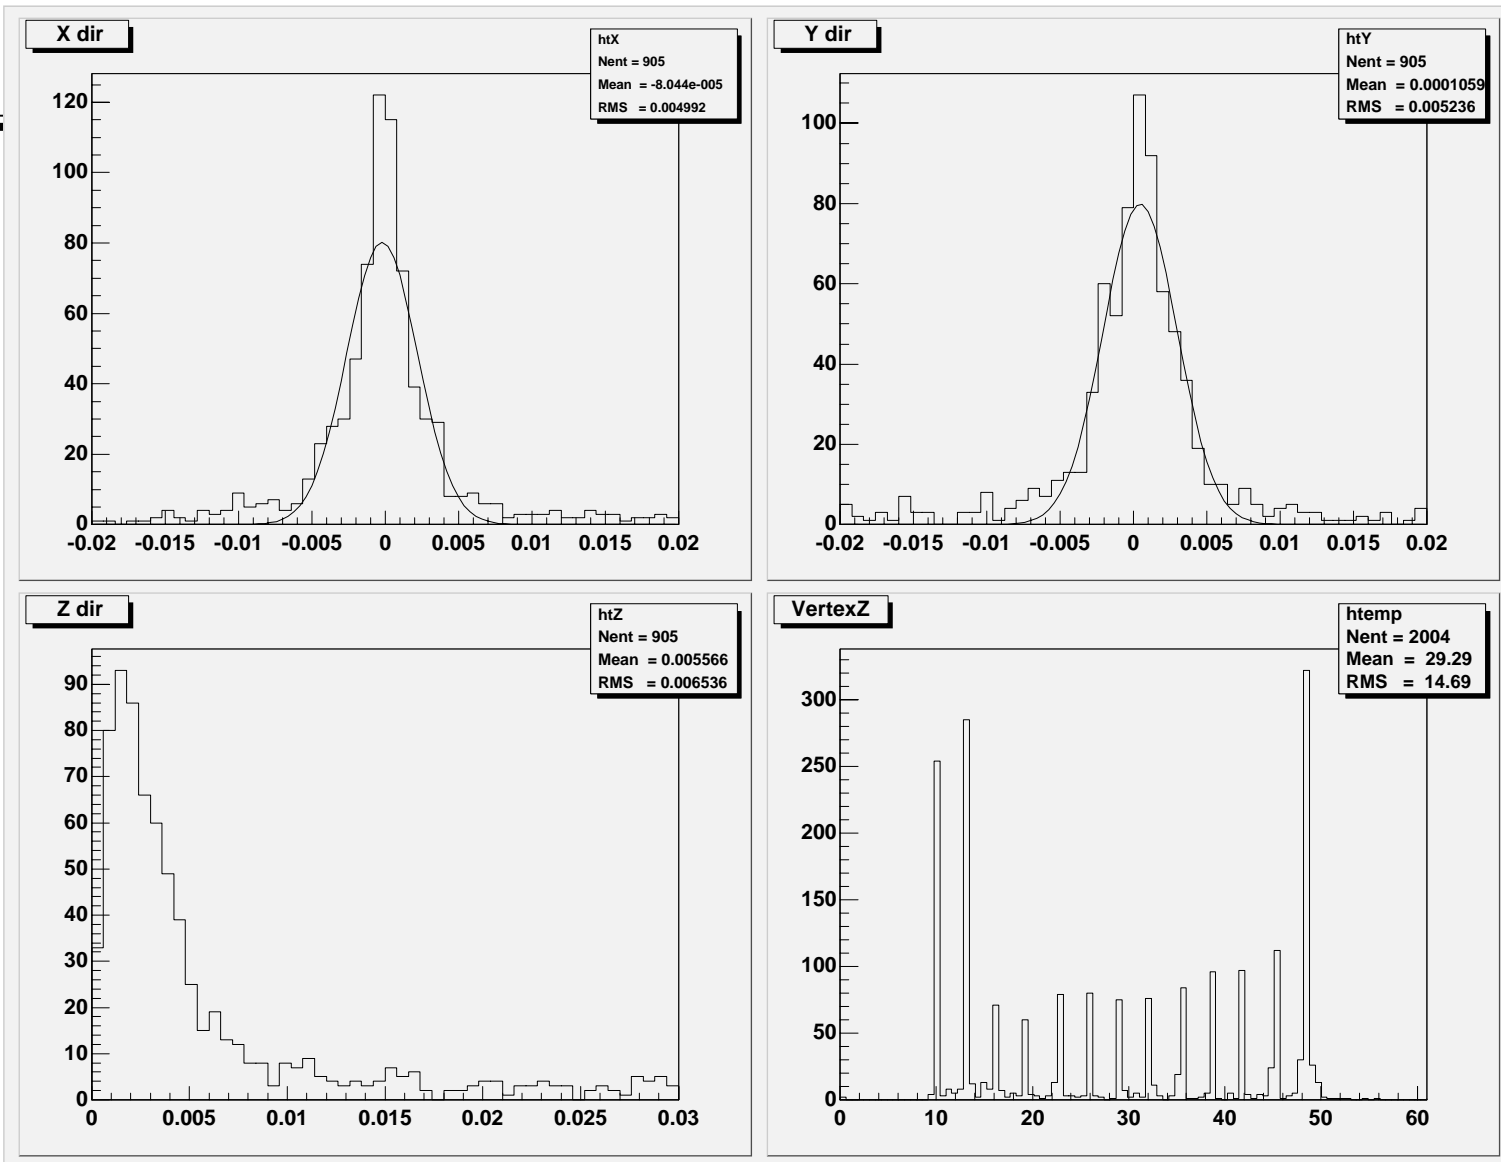 X dir
htX
Nent = 905
Mean = -8.044e-005
RMS = 0.004992
120
100
80
60
40
20
0
-0.02 -0.015 -0.01 -0.005 0 0.005 0.01 0.015 0.02
Y dir
htY
Nent = 905
Mean = 0.0001059
RMS = 0.005236
100
80
60
40
20
0
-0.02 -0.015 -0.01 -0.005 0 0.005 0.01 0.015 0.02
Z dir
htZ
Nent = 905
Mean = 0.005566
RMS = 0.006536
90
80
70
60
50
40
30
20
10
0
0 0.005 0.01 0.015 0.02 0.025 0.03
VertexZ
htemp
Nent = 2004
Mean = 29.29
RMS = 14.69
300
250
200
150
100
50
0
0 10 20 30 40 50 60